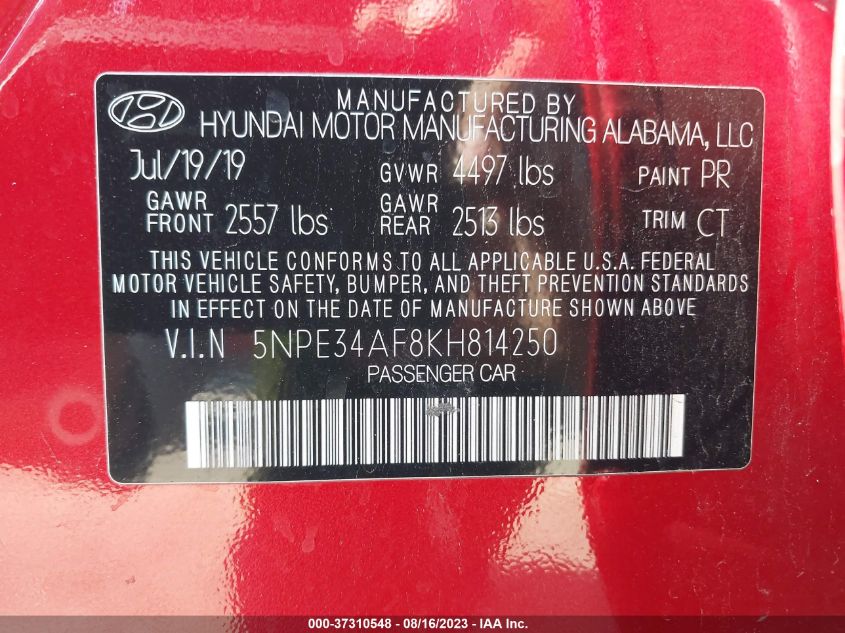 MANUFACTURED BY
HYUNDAI MOTOR MANUFACTURING ALABAMA, LLC
Jul/19/19 GVWR 4497 lbs PAINT PR
GAWR FRONT 2557 lbs GAWR REAR 2513 lbs TRIM CT
THIS VEHICLE CONFORMS TO ALL APPLICABLE U.S.A. FEDERAL
MOTOR VEHICLE SAFETY, BUMPER, AND THEFT PREVENTION STANDARDS
IN EFFECT ON THE DATE OF MANUFACTURE SHOWN ABOVE
V.I.N 5NPE34AF8KH814250
PASSENGER CAR
000-37310548 - 08/16/2023 - IAA Inc.